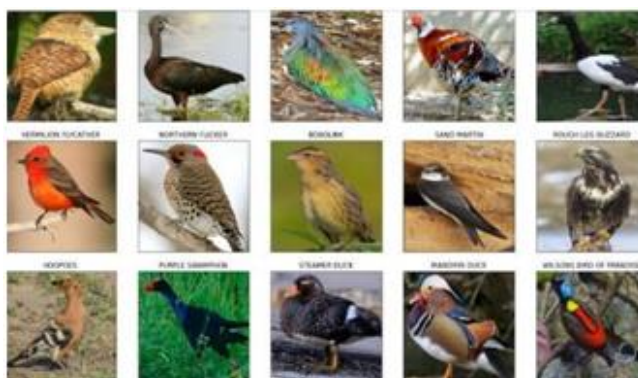 VERMILION FLYCATHER NORTHERN FLICKER BOBOLINK SAND MARTIN ROUGH LEG BUZZARD
HOOPOES PURPLE SWAMPHEN STEAMER DUCK MANDRIN DUCK WILSONS BIRD OF PARADISE